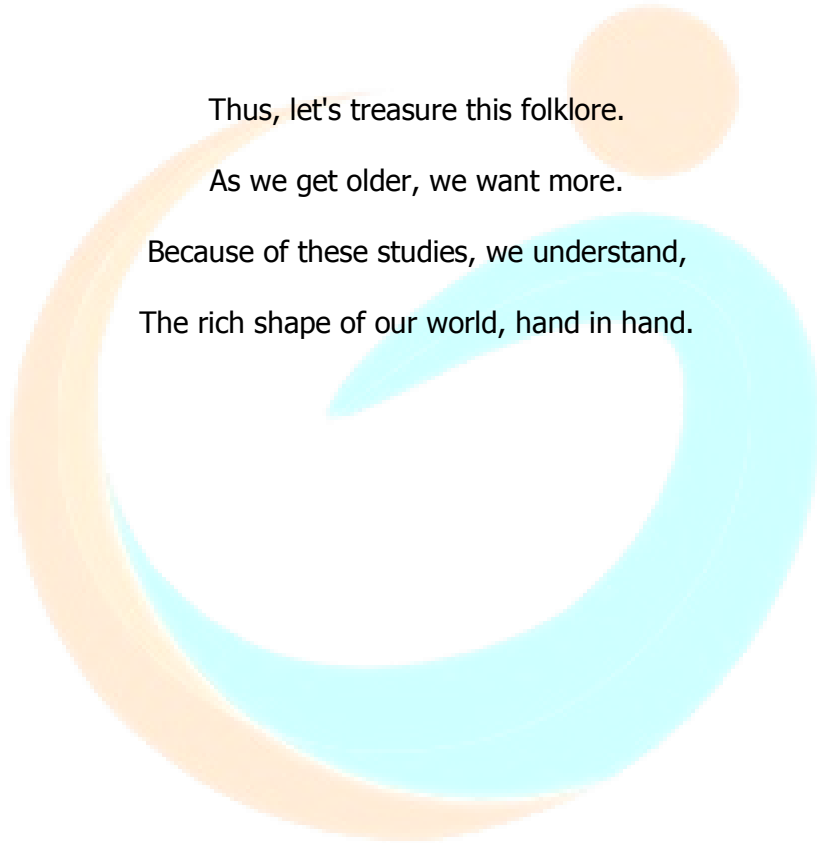 Thus, let's treasure this folklore.
As we get older, we want more.
Because of these studies, we understand,
The rich shape of our world, hand in hand.